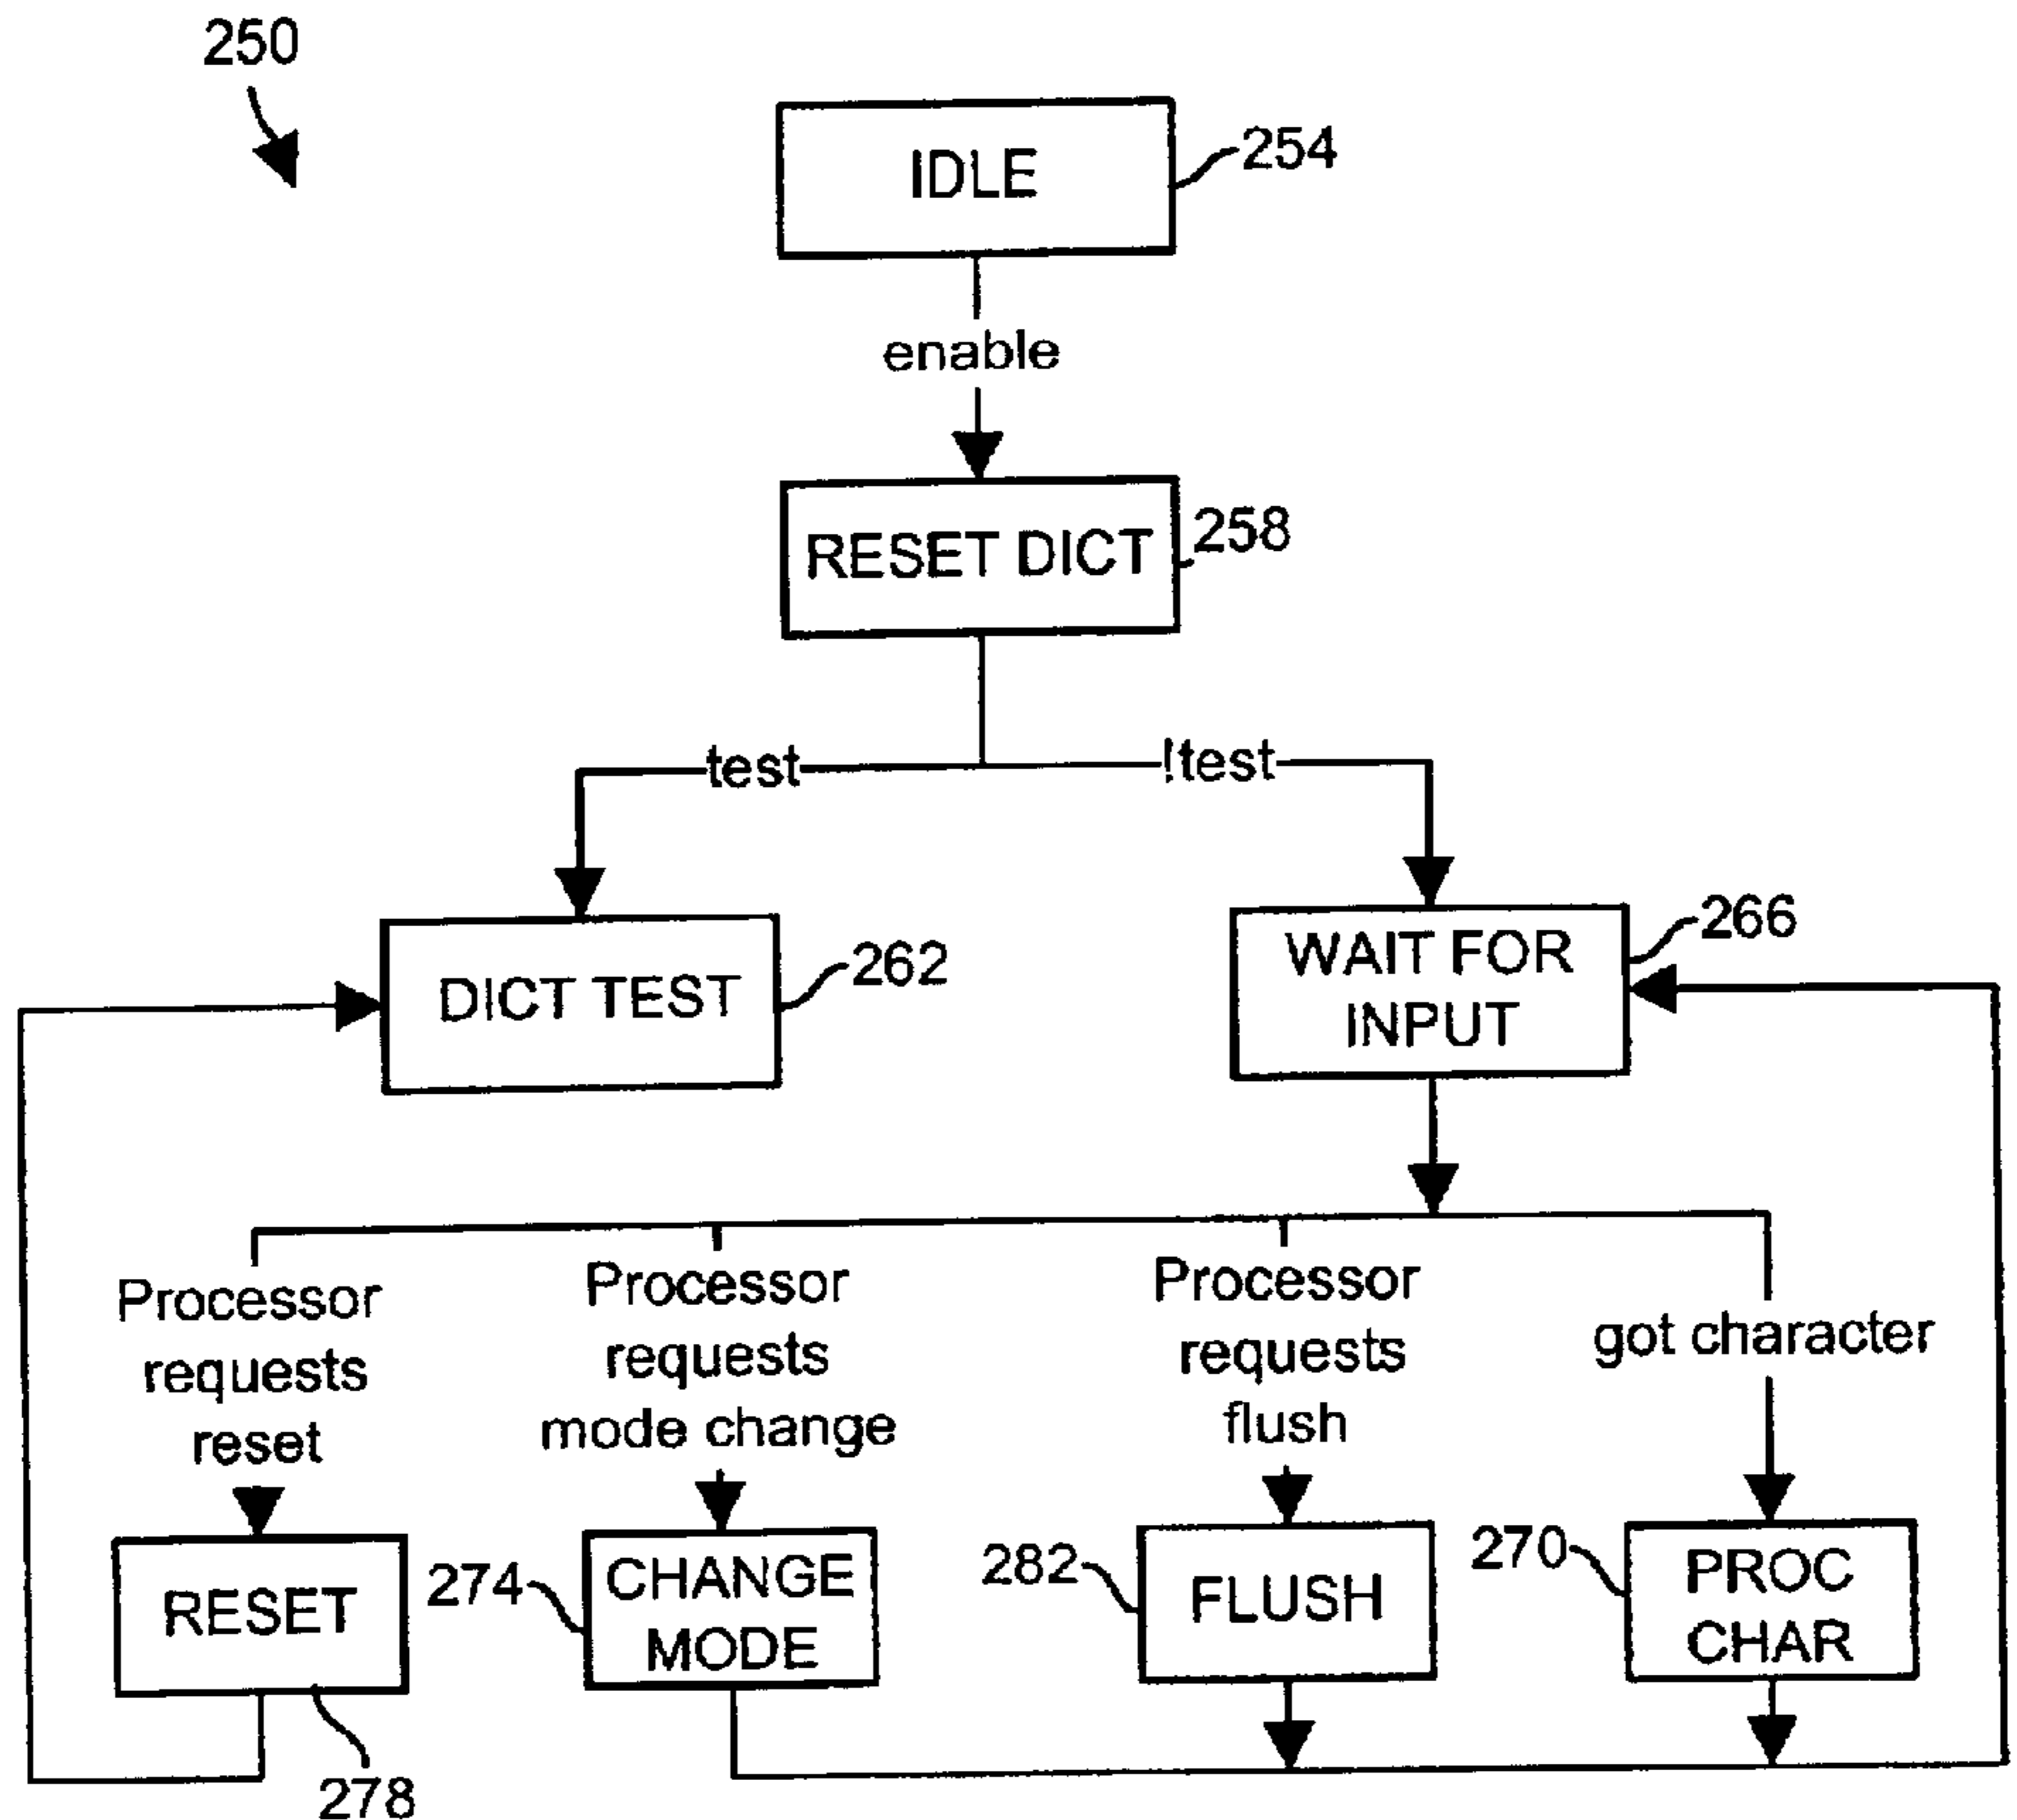 250
IDLE
254
enable
RESET DICT
258
test
!test
DICT TEST
262
WAIT FOR
INPUT
266
Processor
requests
reset
Processor
requests
mode change
Processor
requests
flush
got character
RESET
278
274
CHANGE
MODE
282
FLUSH
270
PROC
CHAR